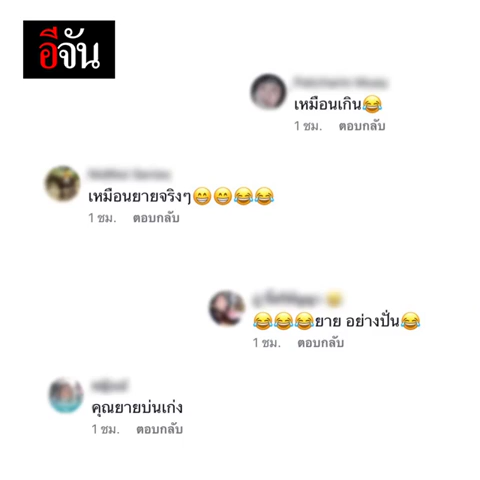 อีจัน
เหมือนเกิน😂
1 ชม. ตอบกลับ
เหมือนยายจริงๆ😁😁😂😂
1 ชม. ตอบกลับ
😂😂😂ยาย อย่างปั่น😂
1 ชม. ตอบกลับ
คุณยายบ่นเก่ง
1 ชม. ตอบกลับ